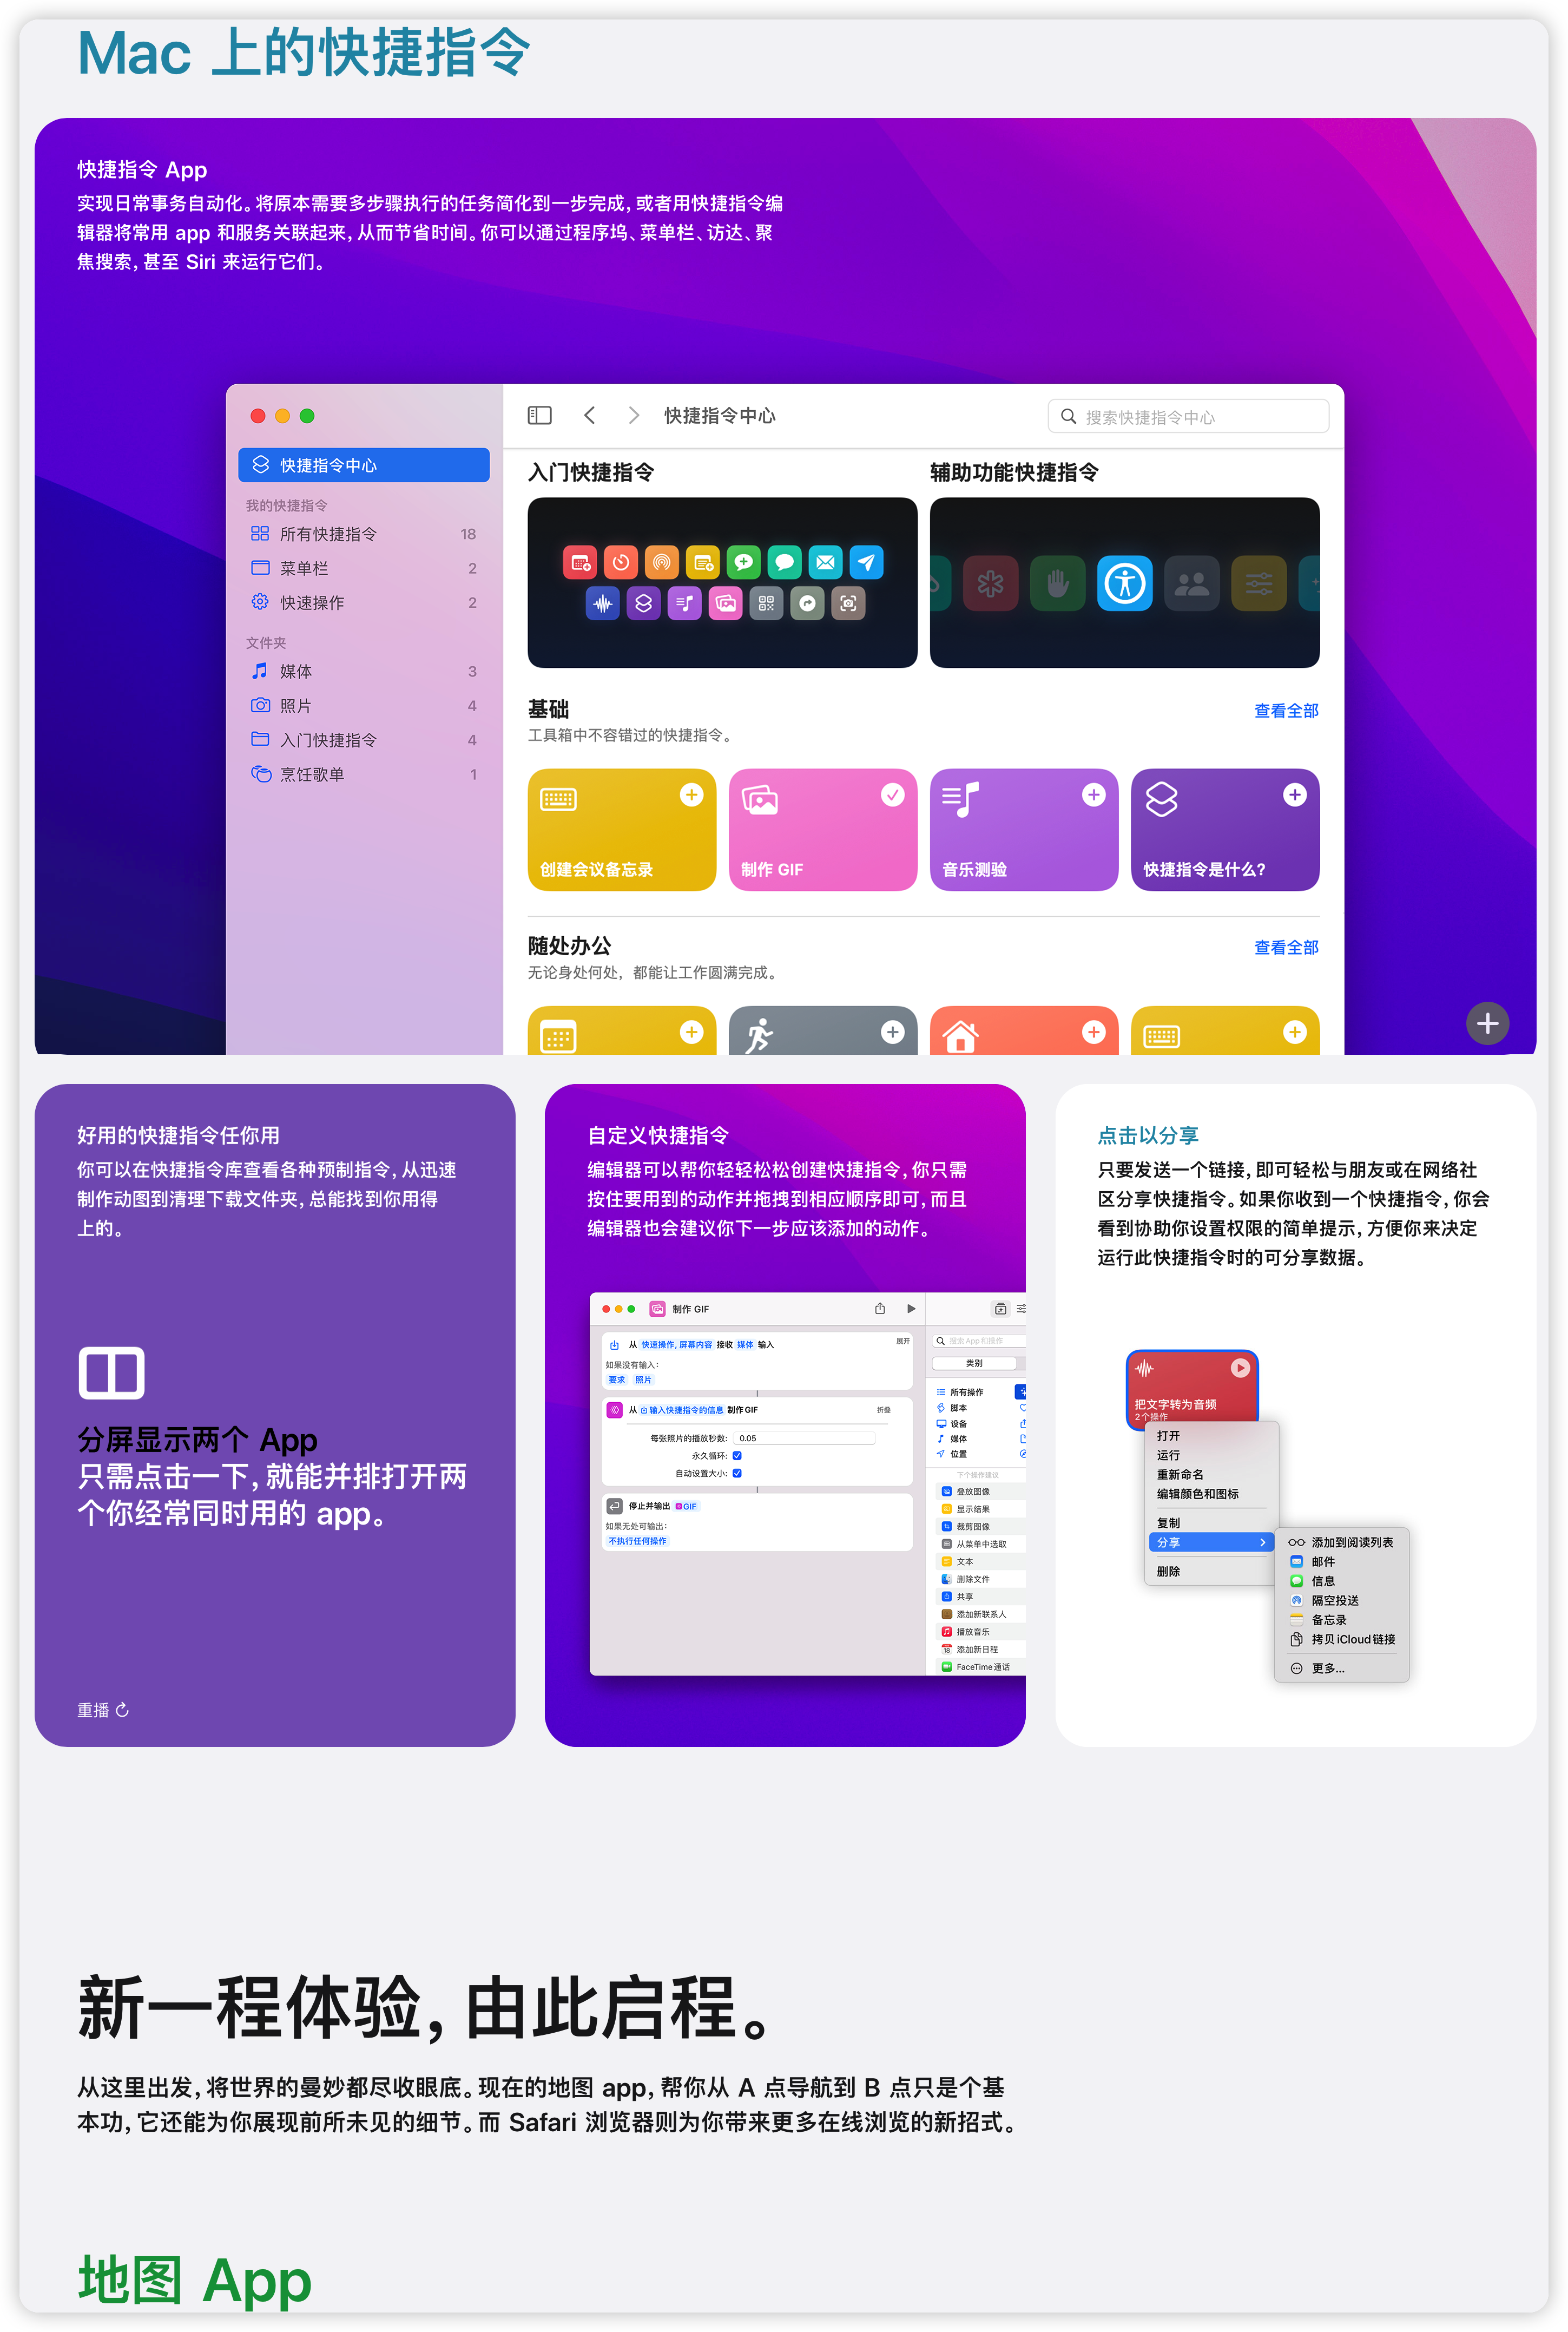 Mac 上的快捷指令
快捷指令 App
实现日常事务自动化。将原本需要多步骤执行的任务简化到一步完成，或者用快捷指令编
辑器将常用 app 和服务关联起来，从而节省时间。你可以通过程序坞、菜单栏、访达、聚
焦搜索，甚至 Siri 来运行它们。
快捷指令中心
搜索快捷指令中心
快捷指令中心
我的快捷指令
所有快捷指令 18
菜单栏 2
快速操作 2
文件夹
媒体 3
照片 4
入门快捷指令 4
烹饪歌单 1
入门快捷指令
辅助功能快捷指令
基础
查看全部
工具箱中不容错过的快捷指令。
创建会议备忘录
制作 GIF
音乐测验
快捷指令是什么？
随处办公
查看全部
无论身处何处，都能让工作圆满完成。
好用的快捷指令任你用
你可以在快捷指令库查看各种预制指令，从迅速
制作动图到清理下载文件夹，总能找到你用得
上的。
分屏显示两个 App
只需点击一下，就能并排打开两
个你经常同时用的 app。
重播
自定义快捷指令
编辑器可以帮你轻轻松松创建快捷指令，你只需
按住要用到的动作并拖拽到相应顺序即可，而且
编辑器也会建议你下一步应该添加的动作。
制作 GIF
从 快速操作, 屏幕内容 接收 媒体 输入
展开
如果没有输入：
要求 照片
从 输入快捷指令的信息 制作GIF
折叠
每张照片的播放秒数： 0.05
永久循环：
自动设置大小：
停止并输出 GIF
如果无处可输出：
不执行任何操作
搜索 App 和操作
类别
所有操作
脚本
设备
媒体
位置
下个操作建议
叠放图像
显示结果
裁剪图像
从菜单中选取
文本
删除文件
共享
添加新联系人
播放音乐
18
添加新日程
FaceTime通话
点击以分享
只要发送一个链接，即可轻松与朋友或在网络社
区分享快捷指令。如果你收到一个快捷指令，你会
看到协助你设置权限的简单提示，方便你来决定
运行此快捷指令时的可分享数据。
把文字转为音频
2个操作
打开
运行
重新命名
编辑颜色和图标
复制
分享
删除
添加到阅读列表
邮件
信息
隔空投送
备忘录
拷贝iCloud链接
更多...
新一程体验，由此启程。
从这里出发，将世界的曼妙都尽收眼底。现在的地图 app，帮你从 A 点导航到 B 点只是个基
本功，它还能为你展现前所未见的细节。而 Safari 浏览器则为你带来更多在线浏览的新招式。
地图 App